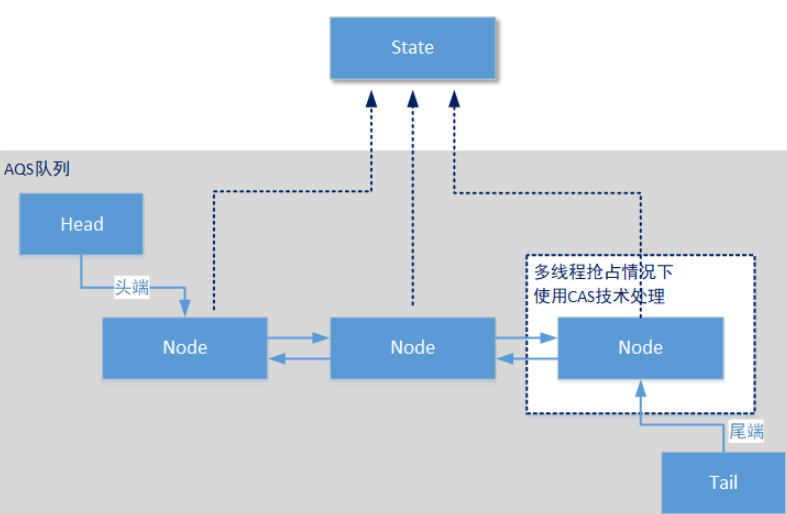 State
AQS队列
Head
头端
多线程抢占情况下
使用CAS技术处理
Node
Node
Node
尾端
Tail